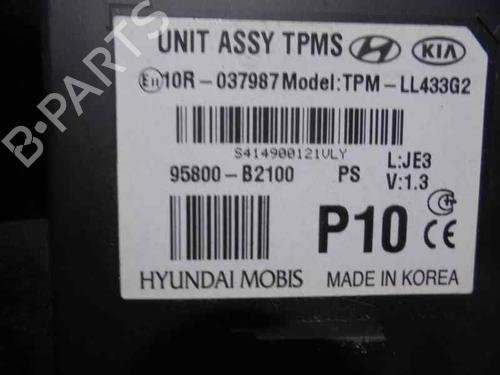 UNIT ASSY TPMS HYUNDAI KIA
E11 10R-037987 Model:TPM-LL433G2
S414900121VLY
L:JE3
95800-B2100 PS V:1.3
P10 CE
HYUNDAI MOBIS MADE IN KOREA
B-Parts